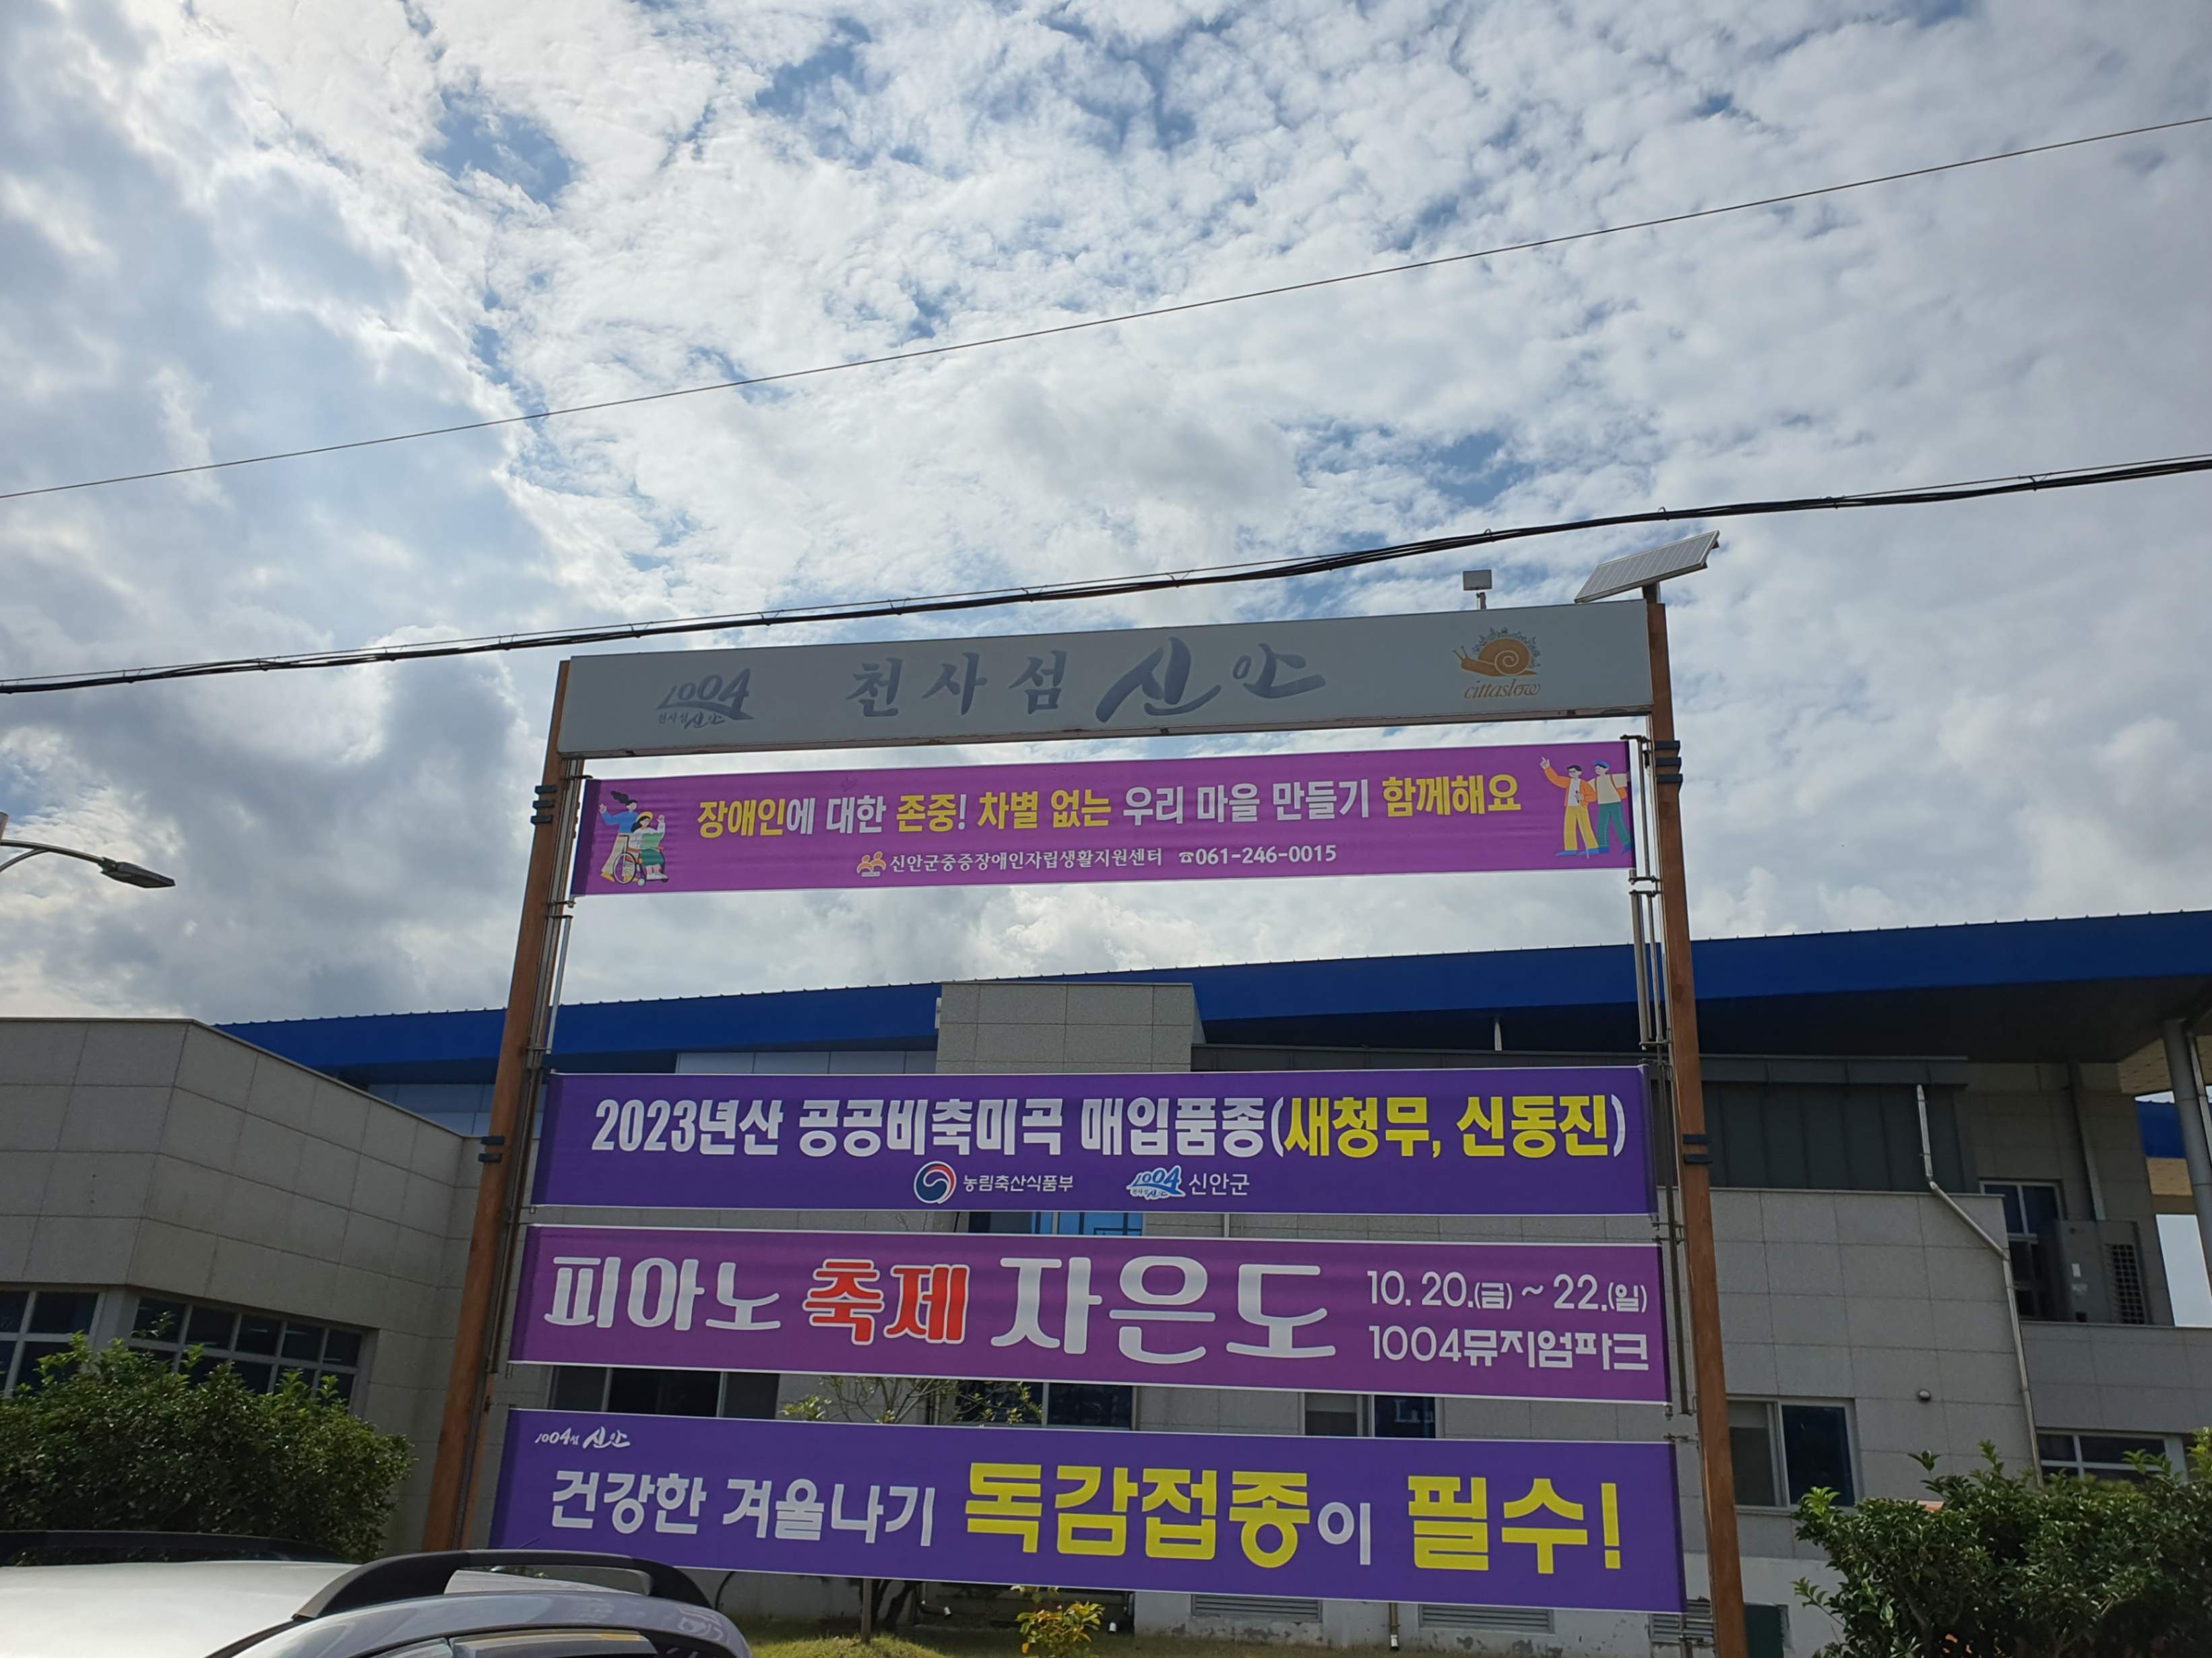 1004 천사섬 신안
천사섬 신안
cittaslow
장애인에 대한 존중! 차별 없는 우리 마을 만들기 함께해요
신안군중증장애인자립생활지원센터 ☎061-246-0015
2023년산 공공비축미곡 매입품종(새청무, 신동진)
농림축산식품부 1004 천사섬 신안 신안군
피아노 축제 자은도
10. 20.(금) ~ 22.(일)
1004뮤지엄파크
1004섬 신안
건강한 겨울나기 독감접종이 필수!